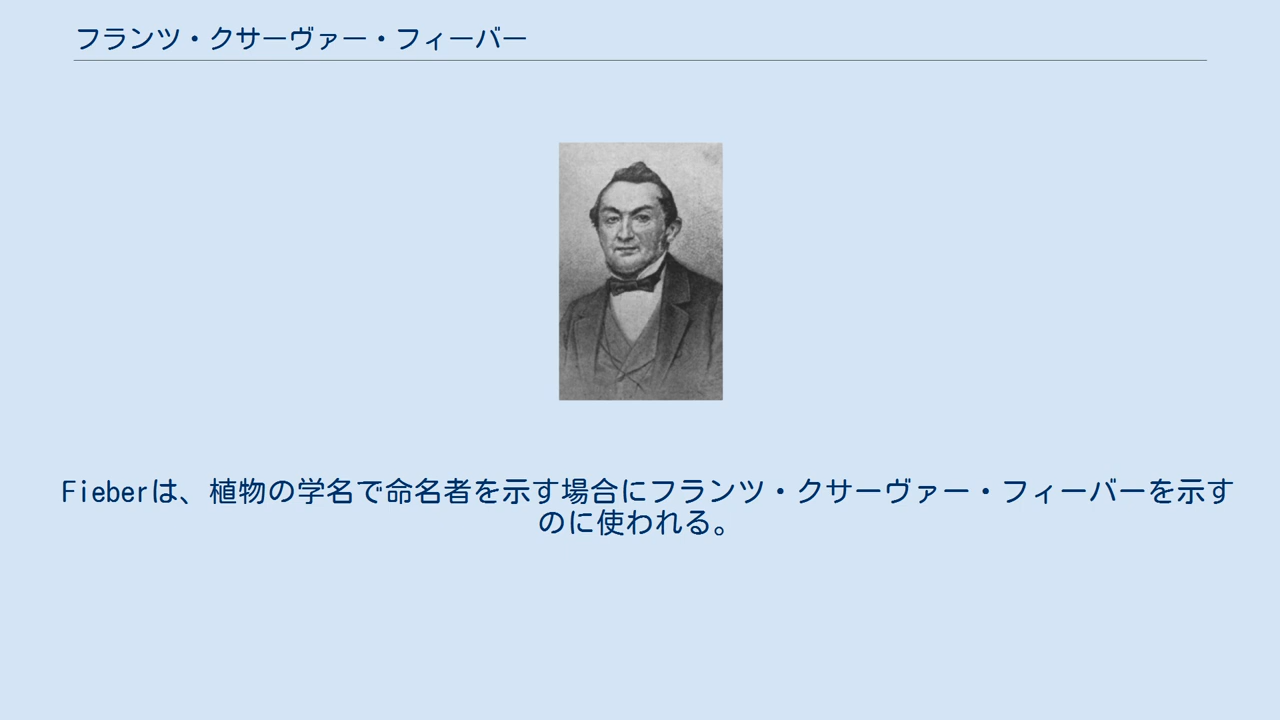 フランツ・クサーヴァー・フィーバー
Fieberは、植物の学名で命名者を示す場合にフランツ・クサーヴァー・フィーバーを示す
のに使われる。